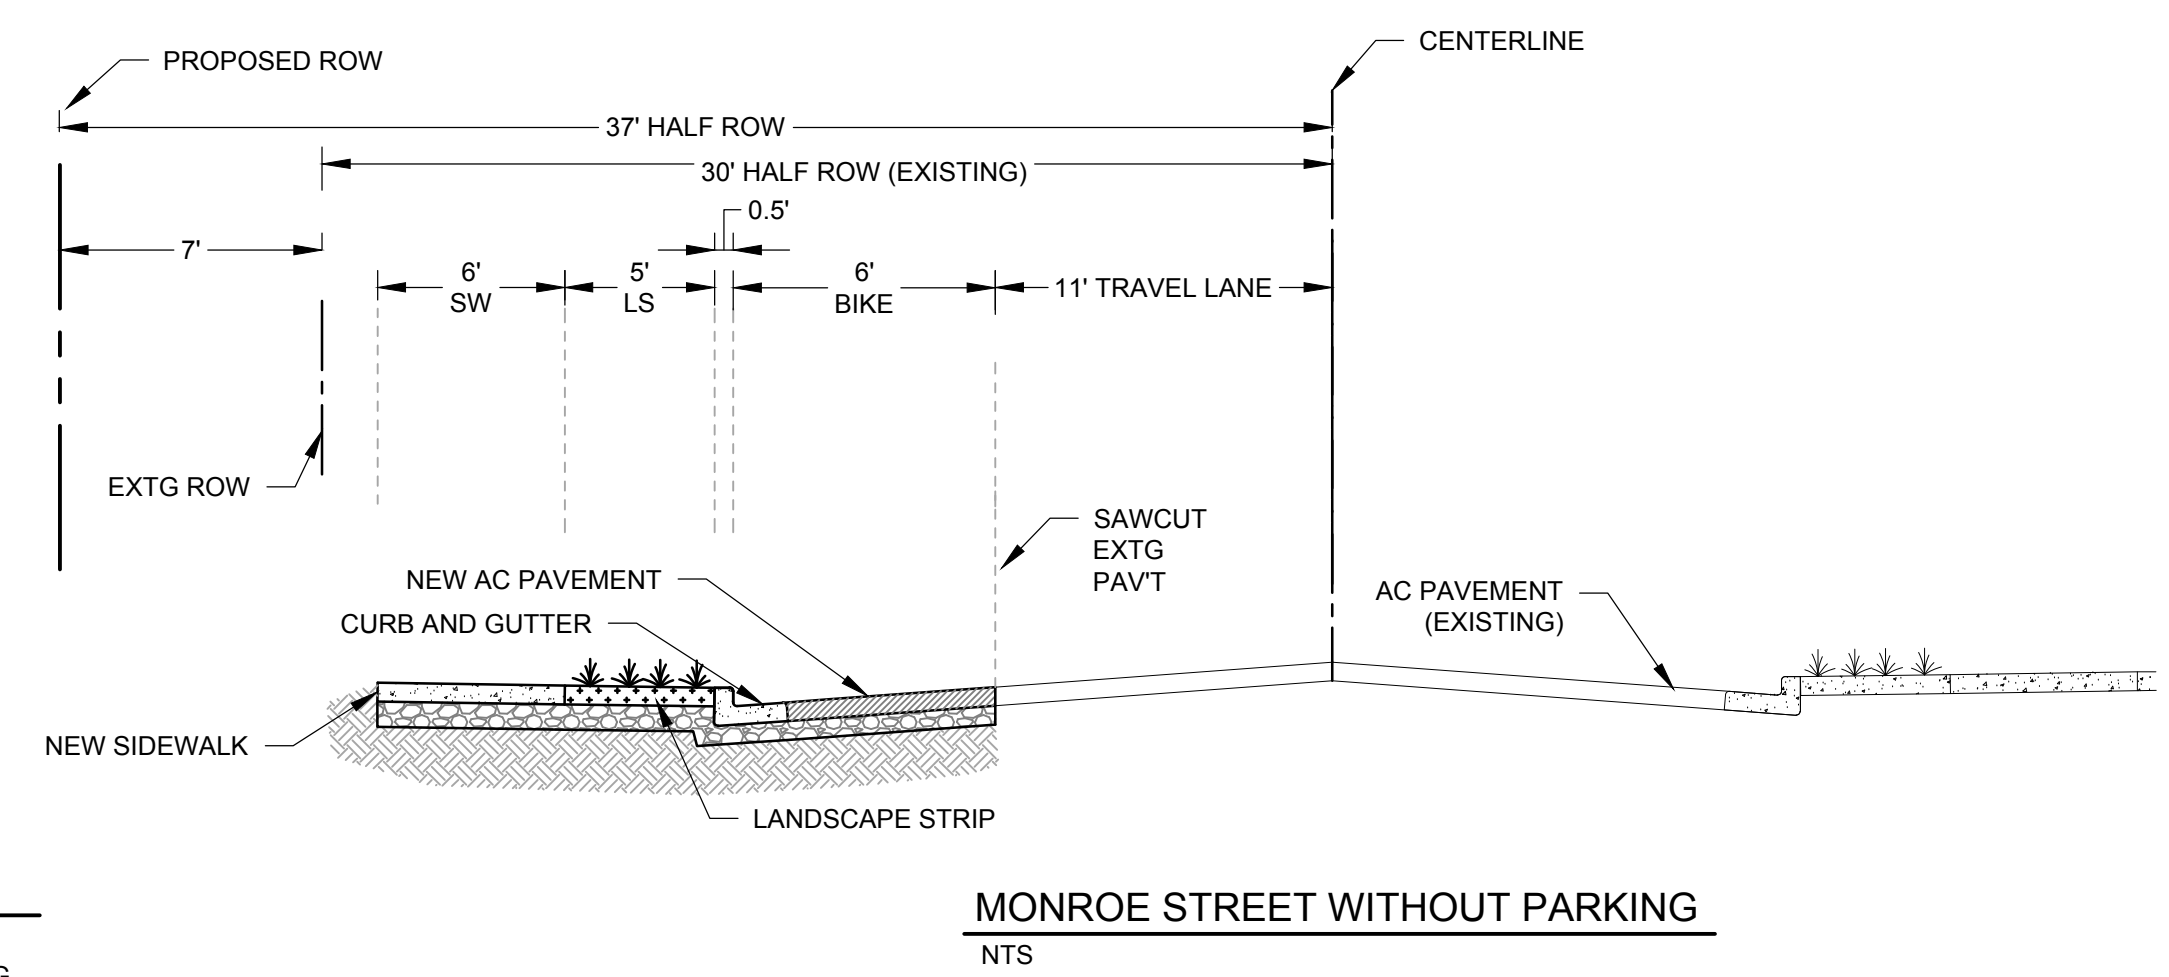 PROPOSED ROW
CENTERLINE
37' HALF ROW
30' HALF ROW (EXISTING)
0.5'
7'
6'
SW
5'
LS
6'
BIKE
11' TRAVEL LANE
EXTG ROW
SAWCUT
EXTG
PAV'T
NEW AC PAVEMENT
CURB AND GUTTER
AC PAVEMENT
(EXISTING)
NEW SIDEWALK
LANDSCAPE STRIP
MONROE STREET WITHOUT PARKING
NTS